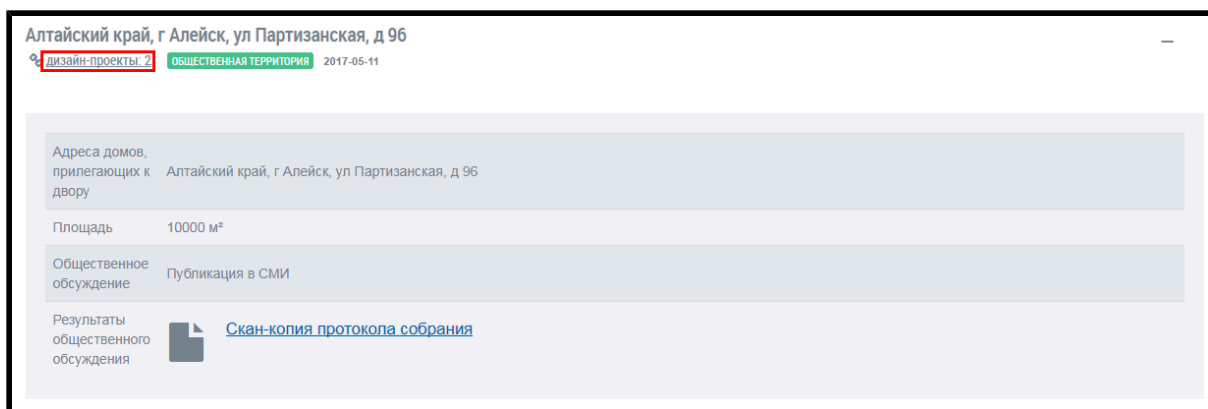 Алтайский край, г Алейск, ул Партизанская, д 96
дизайн-проекты: 2 ОБЩЕСТВЕННАЯ ТЕРРИТОРИЯ 2017-05-11
Адреса домов,
прилегающих к
двору
Алтайский край, г Алейск, ул Партизанская, д 96
Площадь 10000 м²
Общественное
обсуждение
Публикация в СМИ
Результаты
общественного
обсуждения
Скан-копия протокола собрания